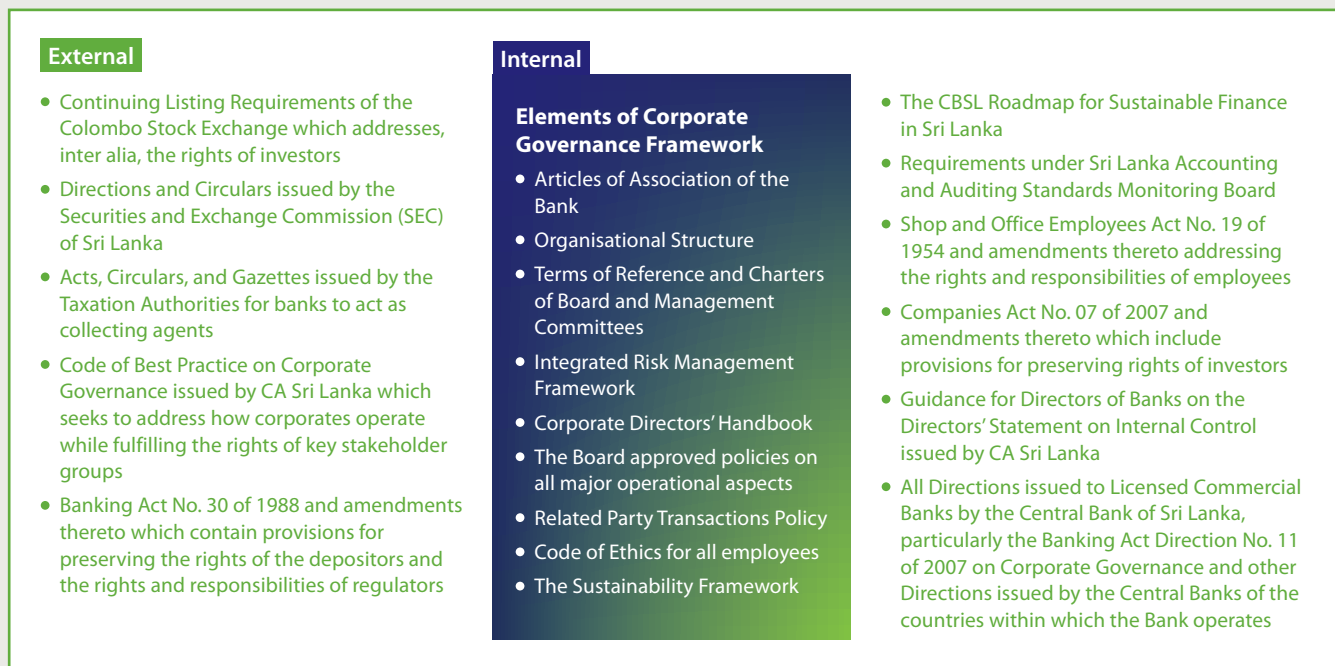 External
• Continuing Listing Requirements of the
Colombo Stock Exchange which addresses,
inter alia, the rights of investors
• Directions and Circulars issued by the
Securities and Exchange Commission (SEC)
of Sri Lanka
• Acts, Circulars, and Gazettes issued by the
Taxation Authorities for banks to act as
collecting agents
• Code of Best Practice on Corporate
Governance issued by CA Sri Lanka which
seeks to address how corporates operate
while fulfilling the rights of key stakeholder
groups
• Banking Act No. 30 of 1988 and amendments
thereto which contain provisions for
preserving the rights of the depositors and
the rights and responsibilities of regulators
Internal
Elements of Corporate
Governance Framework
• Articles of Association of the
Bank
• Organisational Structure
• Terms of Reference and Charters
of Board and Management
Committees
• Integrated Risk Management
Framework
• Corporate Directors’ Handbook
• The Board approved policies on
all major operational aspects
• Related Party Transactions Policy
• Code of Ethics for all employees
• The Sustainability Framework
• The CBSL Roadmap for Sustainable Finance
in Sri Lanka
• Requirements under Sri Lanka Accounting
and Auditing Standards Monitoring Board
• Shop and Office Employees Act No. 19 of
1954 and amendments thereto addressing
the rights and responsibilities of employees
• Companies Act No. 07 of 2007 and
amendments thereto which include
provisions for preserving rights of investors
• Guidance for Directors of Banks on the
Directors’ Statement on Internal Control
issued by CA Sri Lanka
• All Directions issued to Licensed Commercial
Banks by the Central Bank of Sri Lanka,
particularly the Banking Act Direction No. 11
of 2007 on Corporate Governance and other
Directions issued by the Central Banks of the
countries within which the Bank operates